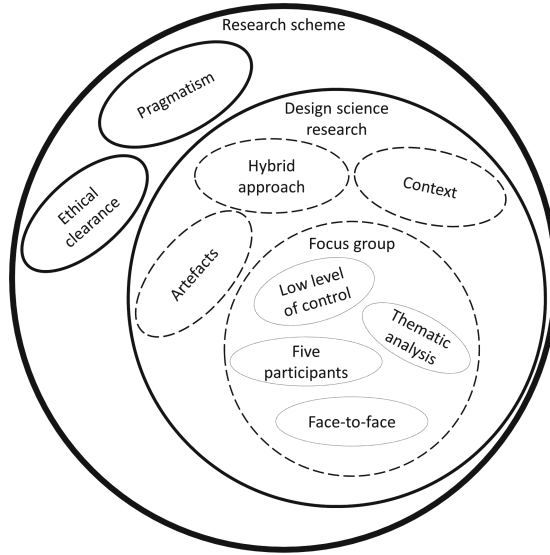 Research scheme
Pragmatism
Ethical
clearance
Design science
research
Hybrid
approach
Context
Artefacts
Focus group
Low level
of control
Thematic
analysis
Five
participants
Face-to-face